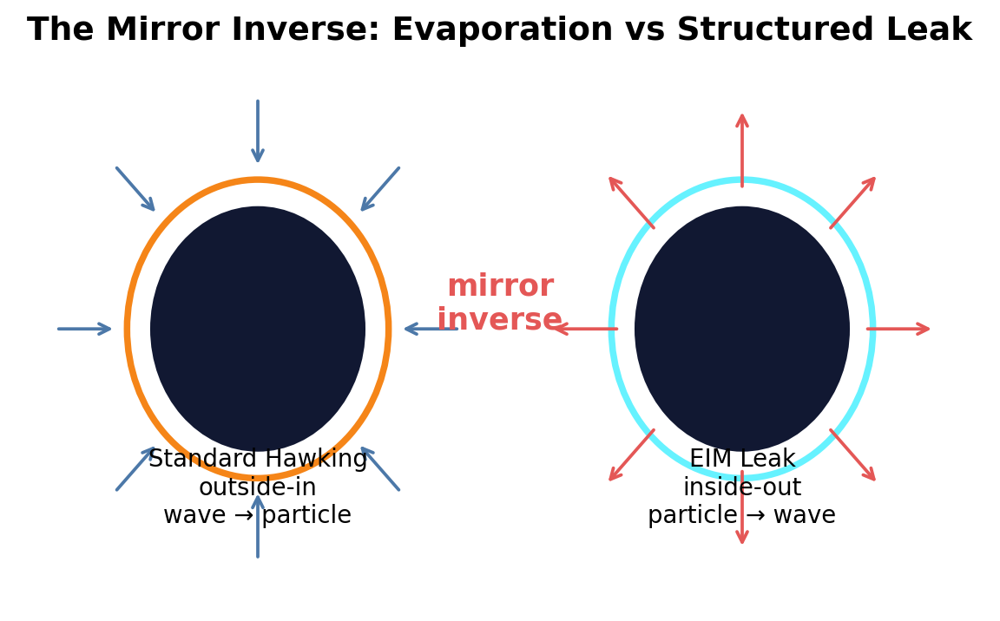 The Mirror Inverse: Evaporation vs Structured Leak
mirror
inverse
Standard Hawking
outside-in
wave → particle
EIM Leak
inside-out
particle → wave